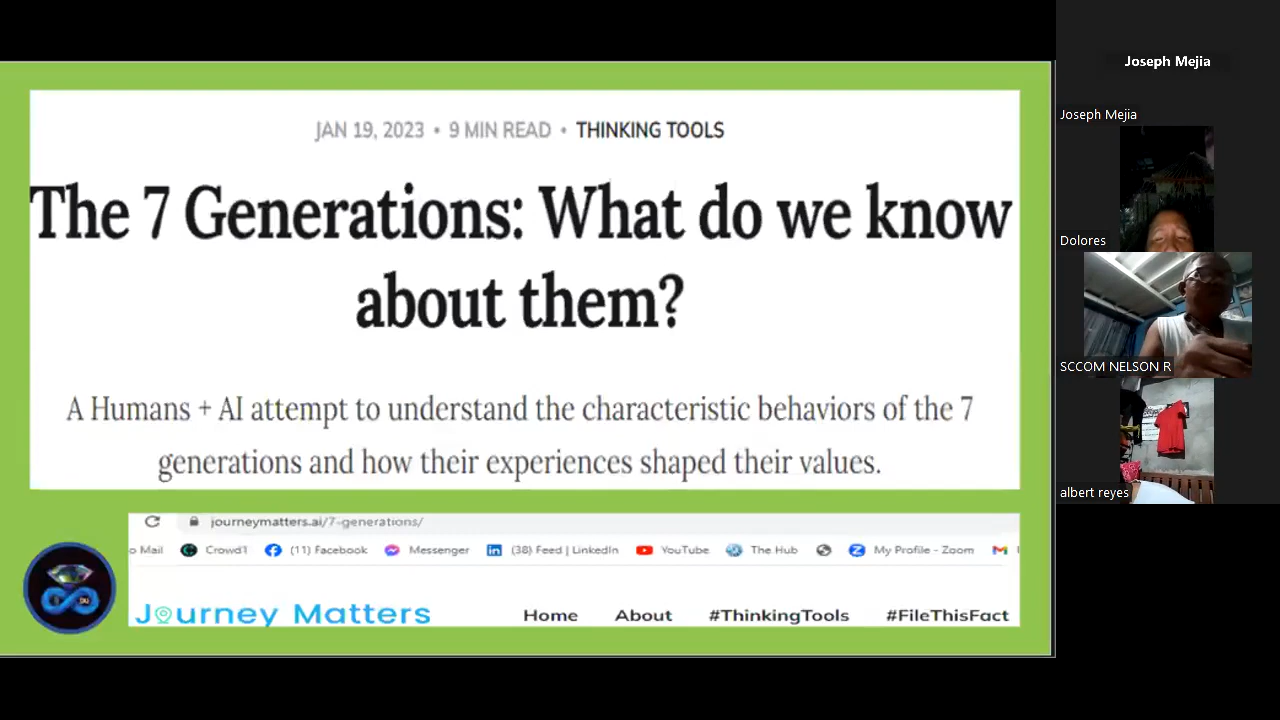 JAN 19, 2023 • 9 MIN READ • THINKING TOOLS
The 7 Generations: What do we know
about them?
A Humans + AI attempt to understand the characteristic behaviors of the 7
generations and how their experiences shaped their values.
journeymatters.ai/7-generations/
o Mail Crowd1 (11) Facebook Messenger (38) Feed | LinkedIn YouTube The Hub My Profile - Zoom
Journey Matters Home About #ThinkingTools #FileThisFact
Joseph Mejia
Joseph Mejia
Dolores
SCCOM NELSON R
albert reyes